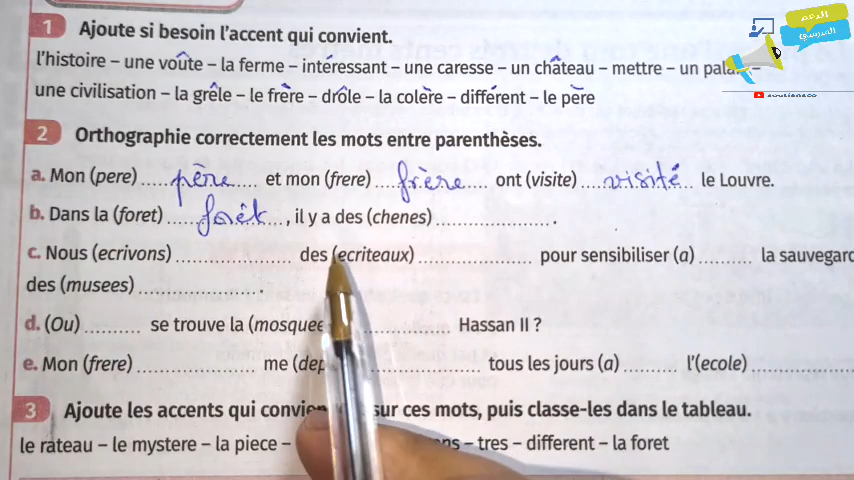 1 Ajoute si besoin l'accent qui convient.
l'histoire – une voûte – la ferme – intéressant – une caresse – un château – mettre – un
une civilisation – la grêle – le frère – drôle – la colère – différent – le père
2 Orthographie correctement les mots entre parenthèses.
a. Mon (pere) ...père... et mon (frere) ...frère... ont (visite) ...visité... le Louvre.
b. Dans la (foret) ...forêt..., il y a des (chenes) .................... .
c. Nous (ecrivons) .................... des (ecriteaux) .................... pour sensibiliser (a) ......... la
des (musees) .................... .
d. (Ou) ......... se trouve la (mosquee ......... Hassan II ?
e. Mon (frere) .................... me .................... tous les jours (a) ......... l'(ecole) ....................
3 Ajoute les accents qui sur ces mots, puis classe-les dans le tableau.
le rateau – le mystere – la piece – – tres – different – la foret
الدعم
المدرسي